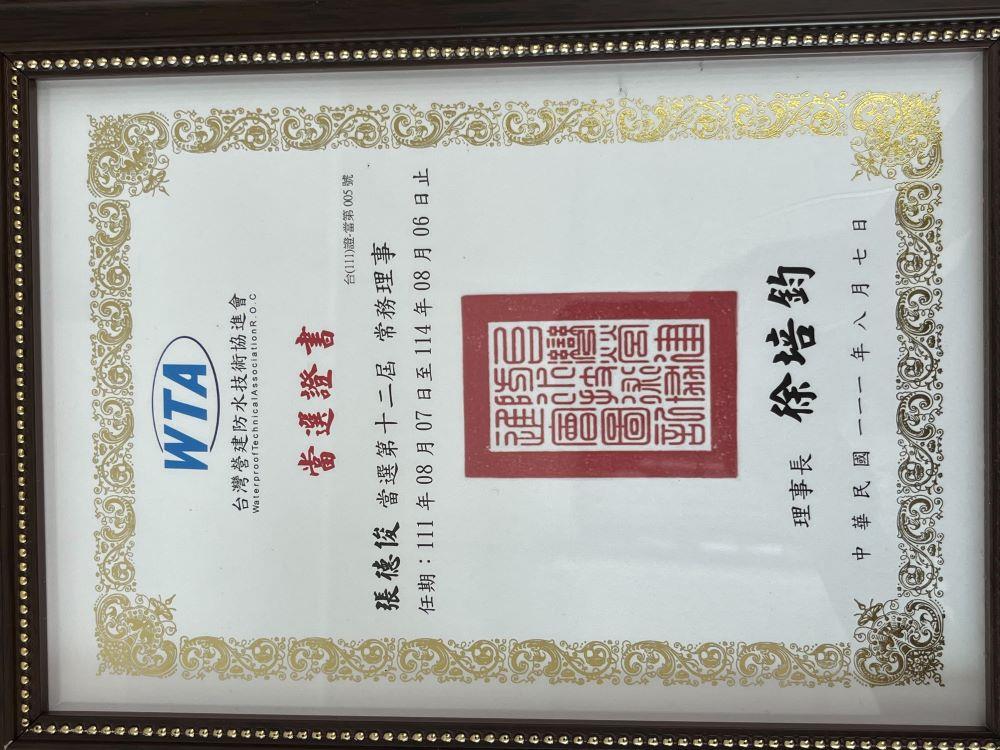 WTA
台灣營建防水技術協進會
WaterproofTechnicalAssociationR.O.C
當選證書
台(111)證-當第005號
張德俊 當選第十二屆 常務理事
任期：111年08月07日至114年08月06日止
理事長 徐培鈞
中華民國一一一年八月七日